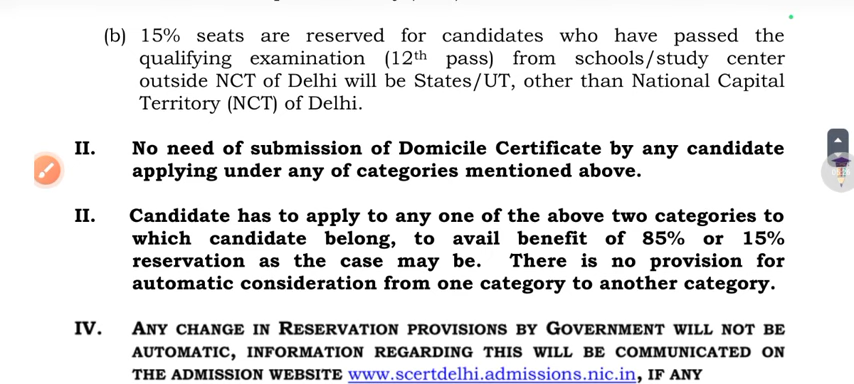 (b) 15% seats are reserved for candidates who have passed the
qualifying examination (12th pass) from schools/study center
outside NCT of Delhi will be States/UT, other than National Capital
Territory (NCT) of Delhi.
II. No need of submission of Domicile Certificate by any candidate
applying under any of categories mentioned above.
II. Candidate has to apply to any one of the above two categories to
which candidate belong, to avail benefit of 85% or 15%
reservation as the case may be. There is no provision for
automatic consideration from one category to another category.
IV. ANY CHANGE IN RESERVATION PROVISIONS BY GOVERNMENT WILL NOT BE
AUTOMATIC, INFORMATION REGARDING THIS WILL BE COMMUNICATED ON
THE ADMISSION WEBSITE www.scertdelhi.admissions.nic.in, IF ANY